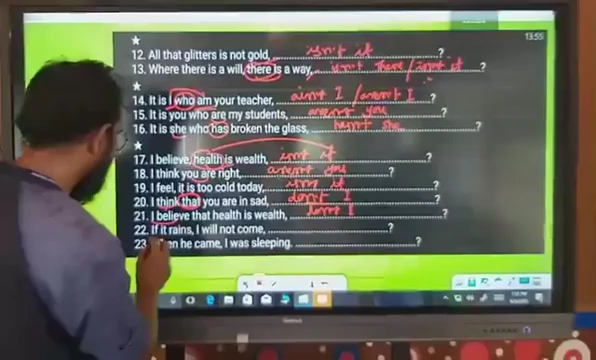 13:55
★
12. All that glitters is not gold, isn't it ?
13. Where there is a will, there is a way, isn't there / isn't it ?
★
14. It is I who am your teacher, ain't I / aren't I ?
15. It is you who are my students, aren't you ?
16. It is she who has broken the glass, hasn't she ?
★
17. I believe, health is wealth, isn't it ?
18. I think you are right, aren't you ?
19. I feel, it is too cold today, isn't it ?
20. I think that you are in sad, don't I ?
21. I believe that health is wealth, don't I ?
22. If it rains, I will not come, ?
23. he came, I was sleeping. ?